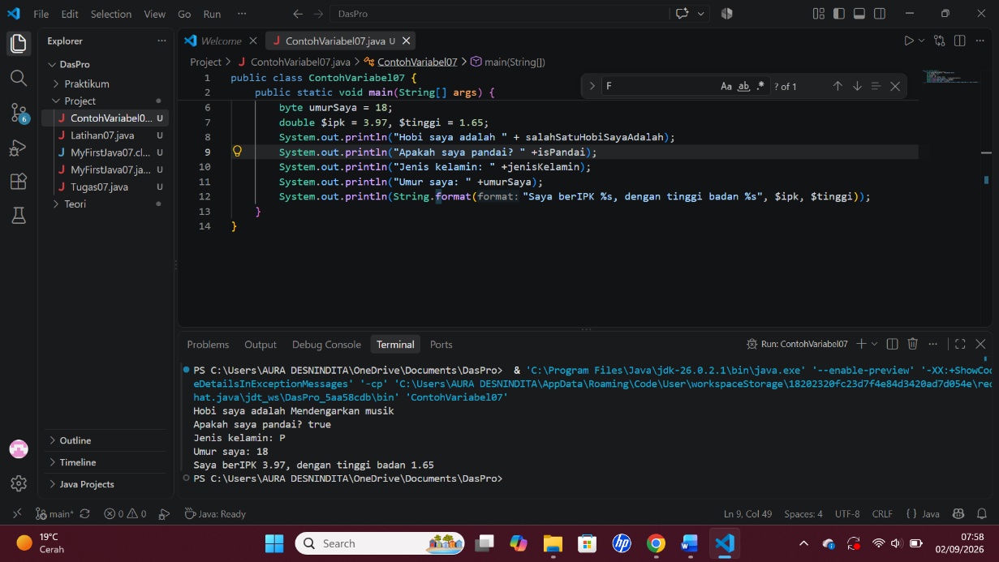 File Edit Selection View Go Run ··· DasPro
Explorer ···
DasPro
Praktikum
Project
ContohVariabel0... U
Latihan07.java U
MyFirstJava07.cl... U
MyFirstJava07.ja... U
Tugas07.java U
Teori
Outline
Timeline
Java Projects
6
Welcome
J ContohVariabel07.java U
Project > J ContohVariabel07.java > ContohVariabel07 > main(String[])
F Aa ab .* ? of 1
1 public class ContohVariabel07 {
2 public static void main(String[] args) {
6 byte umurSaya = 18;
7 double $ipk = 3.97, $tinggi = 1.65;
8 System.out.println("Hobi saya adalah " + salahSatuHobiSayaAdalah);
9 System.out.println("Apakah saya pandai? " +isPandai);
10 System.out.println("Jenis kelamin: " +jenisKelamin);
11 System.out.println("Umur saya: " +umurSaya);
12 System.out.println(String.format(format: "Saya berIPK %s, dengan tinggi badan %s", $ipk, $tinggi));
13 }
14 }
Problems Output Debug Console Terminal Ports
Run: ContohVariabel07
PS C:\Users\AURA DESNINDITA\OneDrive\Documents\DasPro> & 'C:\Program Files\Java\jdk-26.0.2.1\bin\java.exe' '--enable-preview' '-XX:+ShowCod
eDetailsInExceptionMessages' '-cp' 'C:\Users\AURA DESNINDITA\AppData\Roaming\Code\User\workspaceStorage\18202320fc23d7f4e84d3420ad7d054e\red
hat.java\jdt_ws\DasPro_5aa58cdb\bin' 'ContohVariabel07'
Hobi saya adalah Mendengarkan musik
Apakah saya pandai? true
Jenis kelamin: P
Umur saya: 18
Saya berIPK 3.97, dengan tinggi badan 1.65
PS C:\Users\AURA DESNINDITA\OneDrive\Documents\DasPro>
main* 0 0 Java: Ready Ln 9, Col 49 Spaces: 4 UTF-8 CRLF {} Java
19°C
Cerah
Search
07:58
02/09/2026